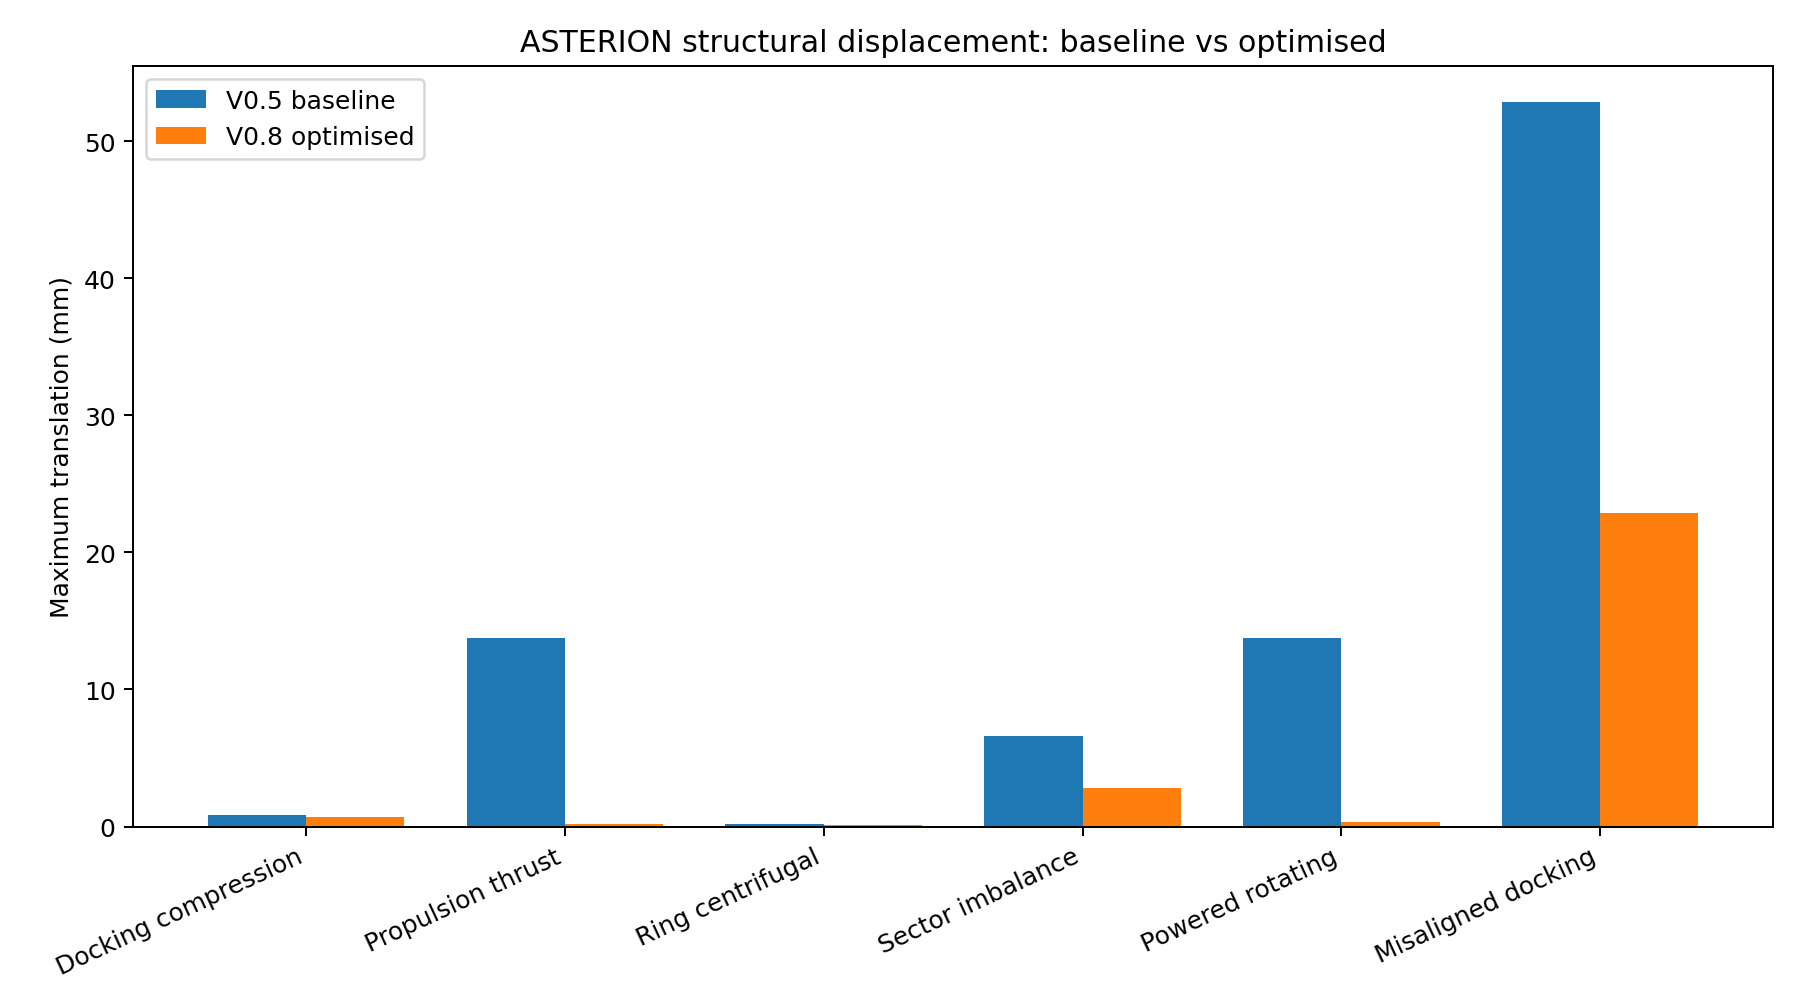 ASTERION structural displacement: baseline vs optimised
V0.5 baseline
V0.8 optimised
Maximum translation (mm)
50
40
30
20
10
0
Docking compression
Propulsion thrust
Ring centrifugal
Sector imbalance
Powered rotating
Misaligned docking